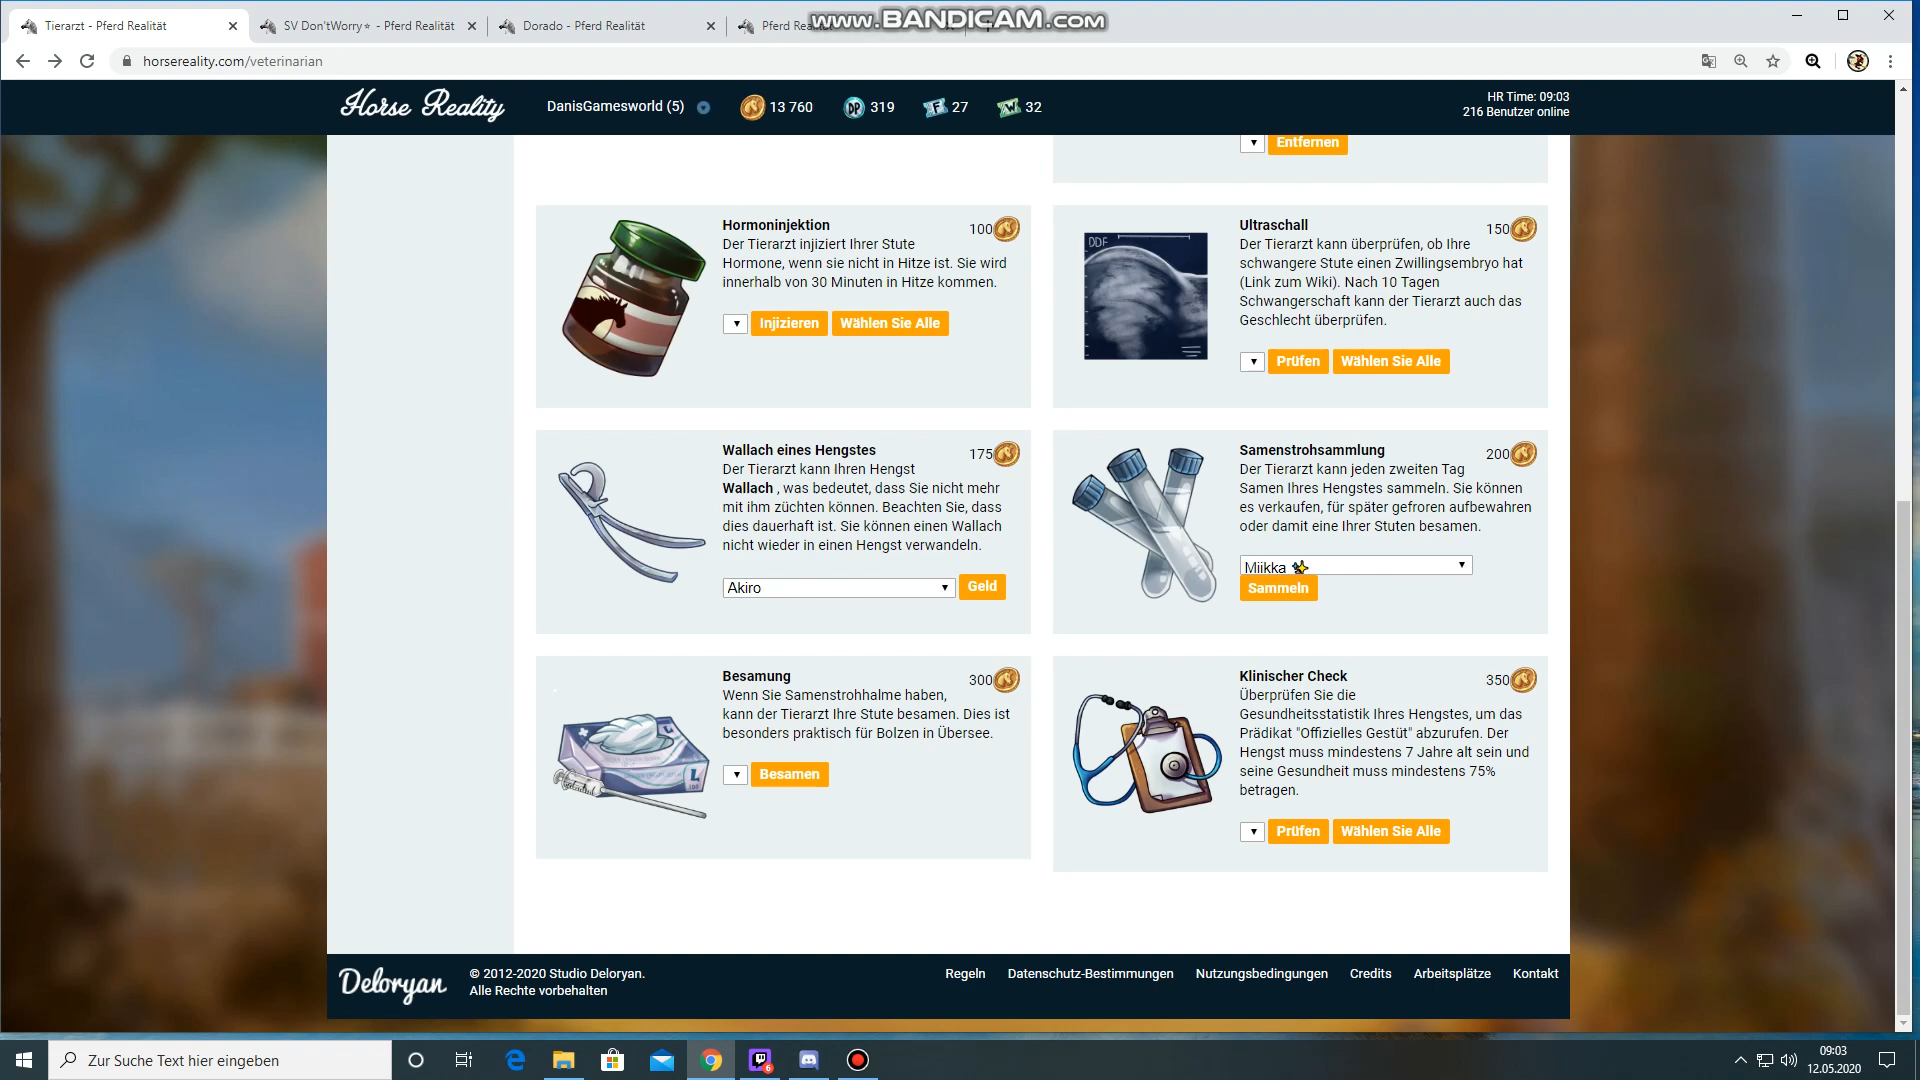 Tierarzt - Pferd Realität
SV Don'tWorry☆ - Pferd Realität
Dorado - Pferd Realität
www.BANDICAM.com
horsereality.com/veterinarian
Horse Reality
DanisGamesworld (5)
13 760
DP
319
27
32
HR Time: 09:03
216 Benutzer online
Entfernen
Hormoninjektion
100
Der Tierarzt injiziert Ihrer Stute
Hormone, wenn sie nicht in Hitze ist. Sie wird
innerhalb von 30 Minuten in Hitze kommen.
Injizieren
Wählen Sie Alle
DDF
Ultraschall
150
Der Tierarzt kann überprüfen, ob Ihre
schwangere Stute einen Zwillingsembryo hat
(Link zum Wiki). Nach 10 Tagen
Schwangerschaft kann der Tierarzt auch das
Geschlecht überprüfen.
Prüfen
Wählen Sie Alle
Wallach eines Hengstes
175
Der Tierarzt kann Ihren Hengst
Wallach , was bedeutet, dass Sie nicht mehr
mit ihm züchten können. Beachten Sie, dass
dies dauerhaft ist. Sie können einen Wallach
nicht wieder in einen Hengst verwandeln.
Akiro
Geld
Samenstrohsammlung
200
Der Tierarzt kann jeden zweiten Tag
Samen Ihres Hengstes sammeln. Sie können
es verkaufen, für später gefroren aufbewahren
oder damit eine Ihrer Stuten besamen.
Miikka ✨
Sammeln
Besamung
300
Wenn Sie Samenstrohhalme haben,
kann der Tierarzt Ihre Stute besamen. Dies ist
besonders praktisch für Bolzen in Übersee.
Besamen
Klinischer Check
350
Überprüfen Sie die
Gesundheitsstatistik Ihres Hengstes, um das
Prädikat "Offizielles Gestüt" abzurufen. Der
Hengst muss mindestens 7 Jahre alt sein und
seine Gesundheit muss mindestens 75%
betragen.
Prüfen
Wählen Sie Alle
Deloryan
© 2012-2020 Studio Deloryan.
Alle Rechte vorbehalten
Regeln
Datenschutz-Bestimmungen
Nutzungsbedingungen
Credits
Arbeitsplätze
Kontakt
Zur Suche Text hier eingeben
6
09:03
12.05.2020